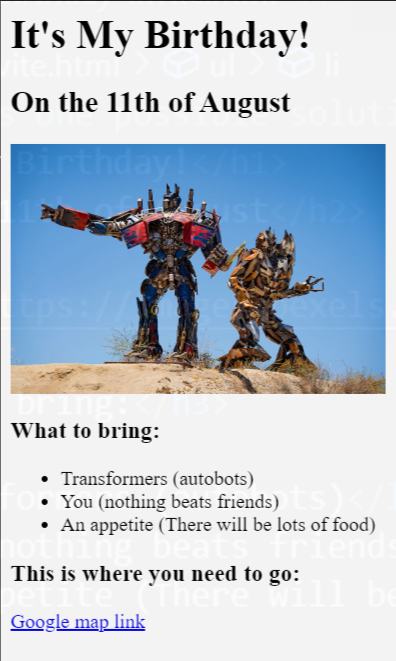 It's My Birthday!
On the 11th of August
What to bring:
• Transformers (autobots)
• You (nothing beats friends)
• An appetite (There will be lots of food)
This is where you need to go:
Google map link